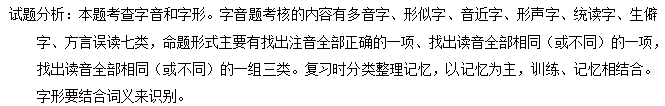 试题分析：本题考查字音和字形。字音题考核的内容有多音字、形似字、音近字、形声字、统读字、生僻
字、方言误读七类，命题形式主要有找出注音全部正确的一项、找出读音全部相同（或不同）的一项，
找出读音全部相同（或不同）的一组三类。复习时分类整理记忆，以记忆为主，训练、记忆相结合。
字形要结合词义来识别。